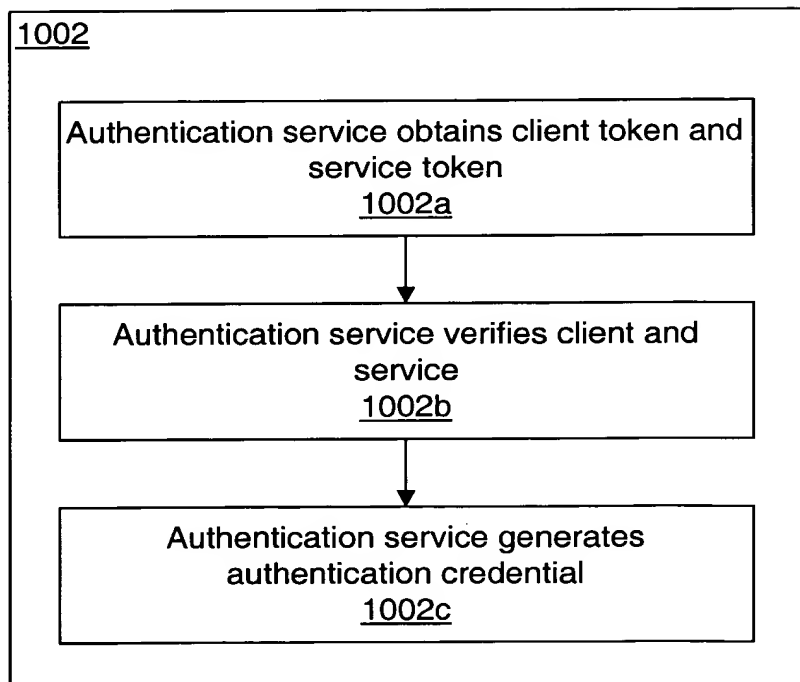 1002
Authentication service obtains client token and
service token
1002a
Authentication service verifies client and
service
1002b
Authentication service generates
authentication credential
1002c